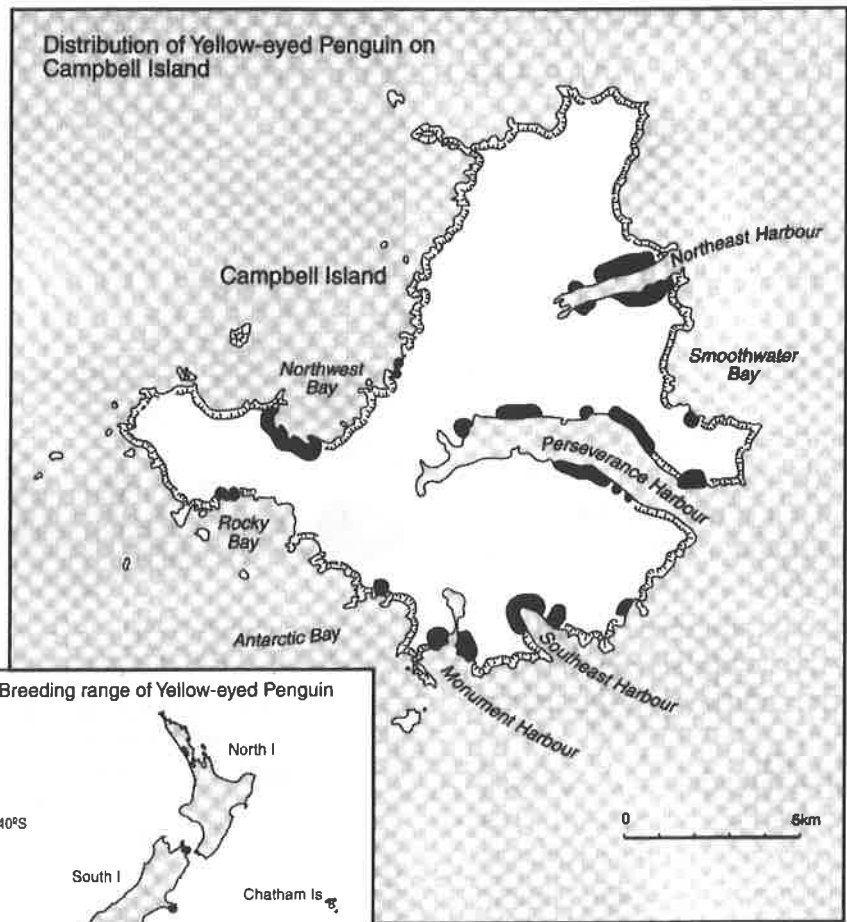 Distribution of Yellow-eyed Penguin on
Campbell Island
Northeast Harbour
Campbell Island
Smoothwater
Bay
Northwest
Bay
Perseverance Harbour
Rocky
Bay
Antarctic Bay
Southeast Harbour
Monument Harbour
Breeding range of Yellow-eyed Penguin
North I
40ºS
South I
Chatham Is
0
5km